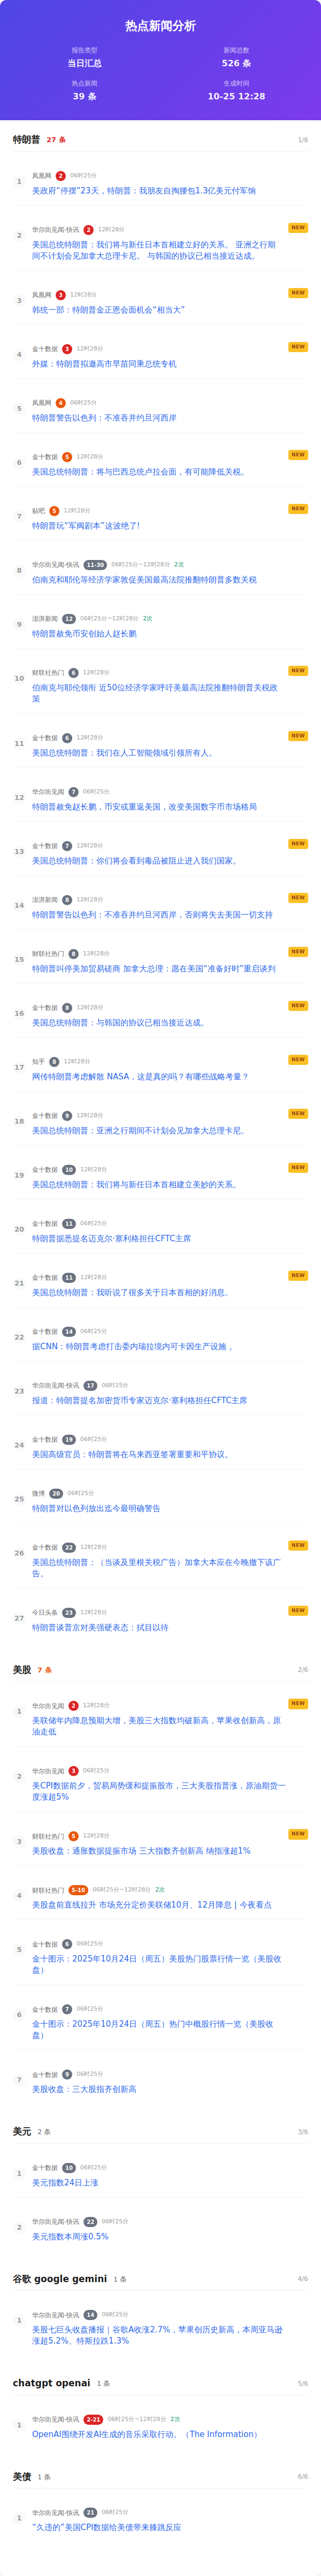 热点新闻分析
报告类型
当日汇总
新闻总数
526 条
热点新闻
39 条
生成时间
10-25 12:28
特朗普 27 条 1/6
1
凤凰网 2 06时25分
美政府“停摆”23天，特朗普：我朋友自掏腰包1.3亿美元付军饷
2
华尔街见闻-快讯 2 12时28分 NEW
美国总统特朗普：我们将与新任日本首相建立好的关系。 亚洲之行期
间不计划会见加拿大总理卡尼。 与韩国的协议已相当接近达成。
3
凤凰网 3 12时28分 NEW
韩统一部：特朗普金正恩会面机会“相当大”
4
金十数据 3 12时28分 NEW
外媒：特朗普拟邀高市早苗同乘总统专机
5
凤凰网 4 06时25分
特朗普警告以色列：不准吞并约旦河西岸
6
金十数据 5 12时28分 NEW
美国总统特朗普：将与巴西总统卢拉会面，有可能降低关税。
7
贴吧 5 12时28分 NEW
特朗普玩“军阀剧本”这波绝了!
8
华尔街见闻-快讯 11-30 06时25分~12时28分 2次
伯南克和耶伦等经济学家敦促美国最高法院推翻特朗普多数关税
9
澎湃新闻 12 06时25分~12时28分 2次
特朗普赦免币安创始人赵长鹏
10
财联社热门 6 12时28分 NEW
伯南克与耶伦领衔 近50位经济学家呼吁美最高法院推翻特朗普关税政
策
11
金十数据 6 12时28分 NEW
美国总统特朗普：我们在人工智能领域引领所有人。
12
华尔街见闻 7 06时25分
特朗普赦免赵长鹏，币安或重返美国，改变美国数字币市场格局
13
金十数据 7 12时28分 NEW
美国总统特朗普：你们将会看到毒品被阻止进入我们国家。
14
澎湃新闻 8 12时28分 NEW
特朗普警告以色列：不准吞并约旦河西岸，否则将失去美国一切支持
15
财联社热门 8 12时28分 NEW
特朗普叫停美加贸易磋商 加拿大总理：愿在美国“准备好时”重启谈判
16
金十数据 8 12时28分 NEW
美国总统特朗普：与韩国的协议已相当接近达成。
17
知乎 8 12时28分 NEW
网传特朗普考虑解散 NASA，这是真的吗？有哪些战略考量？
18
金十数据 9 12时28分 NEW
美国总统特朗普：亚洲之行期间不计划会见加拿大总理卡尼。
19
金十数据 10 12时28分 NEW
美国总统特朗普：我们将与新任日本首相建立美妙的关系。
20
金十数据 11 06时25分
特朗普据悉提名迈克尔·塞利格担任CFTC主席
21
金十数据 11 12时28分 NEW
美国总统特朗普：我听说了很多关于日本首相的好消息。
22
金十数据 14 06时25分
据CNN：特朗普考虑打击委内瑞拉境内可卡因生产设施 。
23
华尔街见闻-快讯 17 06时25分
报道：特朗普提名加密货币专家迈克尔·塞利格担任CFTC主席
24
金十数据 19 06时25分
美国高级官员：特朗普将在马来西亚签署重要和平协议。
25
微博 20 06时25分
特朗普对以色列放出迄今最明确警告
26
金十数据 22 12时28分 NEW
美国总统特朗普：（当谈及里根关税广告）加拿大本应在今晚撤下该广
告。
27
今日头条 23 12时28分 NEW
特朗普谈普京对美强硬表态：拭目以待
美股 7 条 2/6
1
华尔街见闻 2 12时28分 NEW
美联储年内降息预期大增，美股三大指数均破新高，苹果收创新高，原
油走低
2
华尔街见闻 3 06时25分
美CPI数据前夕，贸易局势缓和提振股市，三大美股指普涨，原油期货一
度涨超5%
3
财联社热门 5 12时28分 NEW
美股收盘：通胀数据提振市场 三大指数齐创新高 纳指涨超1%
4
财联社热门 5-10 06时25分~12时28分 2次
美股盘前直线拉升 市场充分定价美联储10月、12月降息 | 今夜看点
5
金十数据 6 06时25分
金十图示：2025年10月24日（周五）美股热门股票行情一览（美股收
盘）
6
金十数据 7 06时25分
金十图示：2025年10月24日（周五）热门中概股行情一览（美股收
盘）
7
金十数据 9 06时25分
美股收盘：三大股指齐创新高
美元 2 条 3/6
1
金十数据 10 06时25分
美元指数24日上涨
2
华尔街见闻-快讯 22 06时25分
美元指数本周涨0.5%
谷歌 google gemini 1 条 4/6
1
华尔街见闻-快讯 14 06时25分
美股七巨头收盘播报 | 谷歌A收涨2.7%，苹果创历史新高，本周亚马逊
涨超5.2%、特斯拉跌1.3%
chatgpt openai 1 条 5/6
1
华尔街见闻-快讯 2-21 06时25分~12时28分 2次
OpenAI围绕开发AI生成的音乐采取行动。（The Information）
美债 1 条 6/6
1
华尔街见闻-快讯 21 06时25分
“久违的”美国CPI数据给美债带来膝跳反应